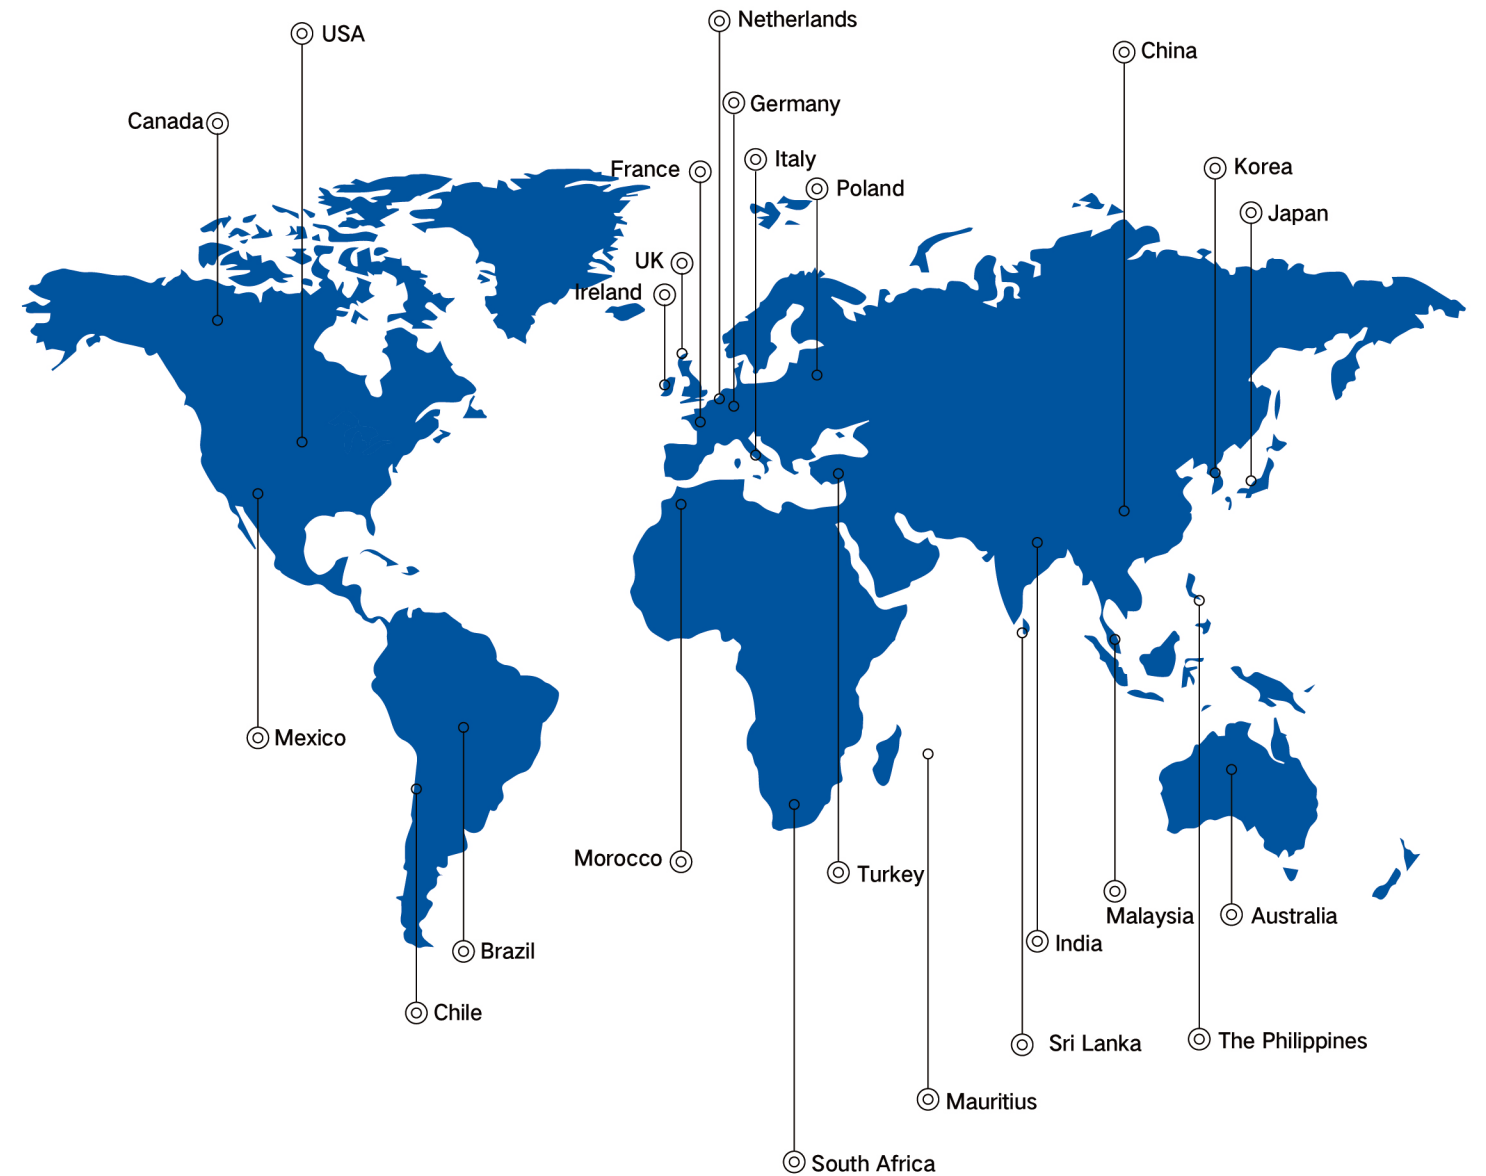 Netherlands
USA
China
Germany
Canada
Italy
France
Korea
Poland
Japan
UK
Ireland
Mexico
Morocco
Turkey
Malaysia
Australia
India
Brazil
Chile
The Philippines
Sri Lanka
Mauritius
South Africa